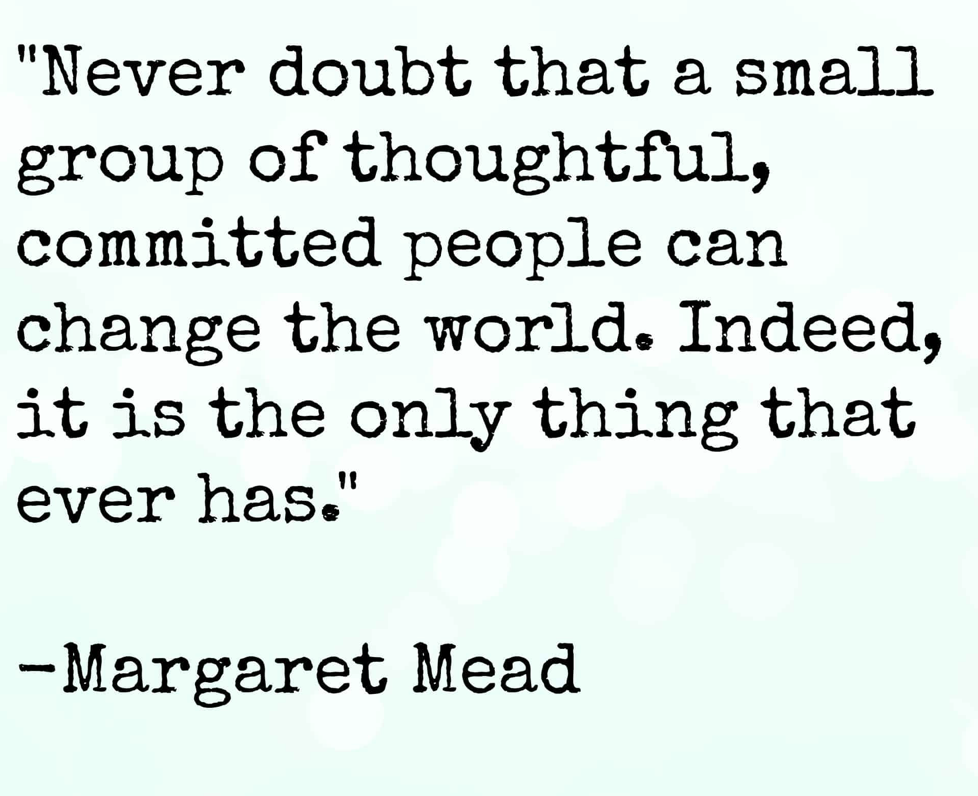 "Never doubt that a small
group of thoughtful,
committed people can
change the world. Indeed,
it is the only thing that
ever has."
-Margaret Mead